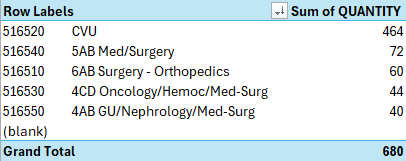 Row Labels Sum of QUANTITY
516520 CVU 464
516540 5AB Med/Surgery 72
516510 6AB Surgery - Orthopedics 60
516530 4CD Oncology/Hemoc/Med-Surg 44
516550 4AB GU/Nephrology/Med-Surg 40
(blank)
Grand Total 680